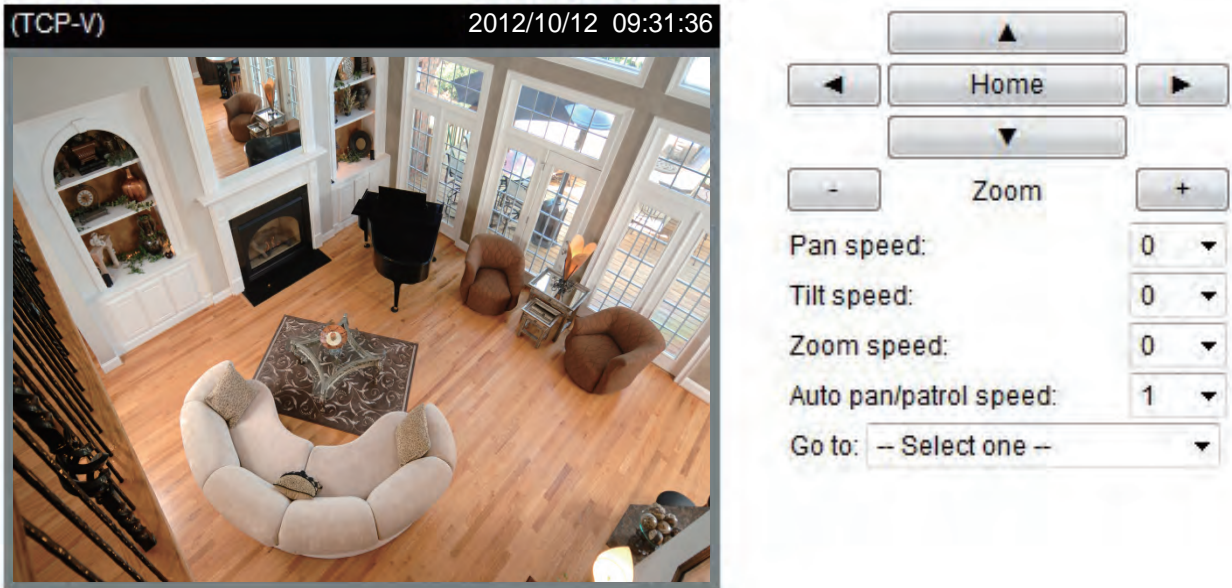 (TCP-V) 2012/10/12 09:31:36
▲
◄ Home ►
▼
- Zoom +
Pan speed: 0
Tilt speed: 0
Zoom speed: 0
Auto pan/patrol speed: 1
Go to: -- Select one --